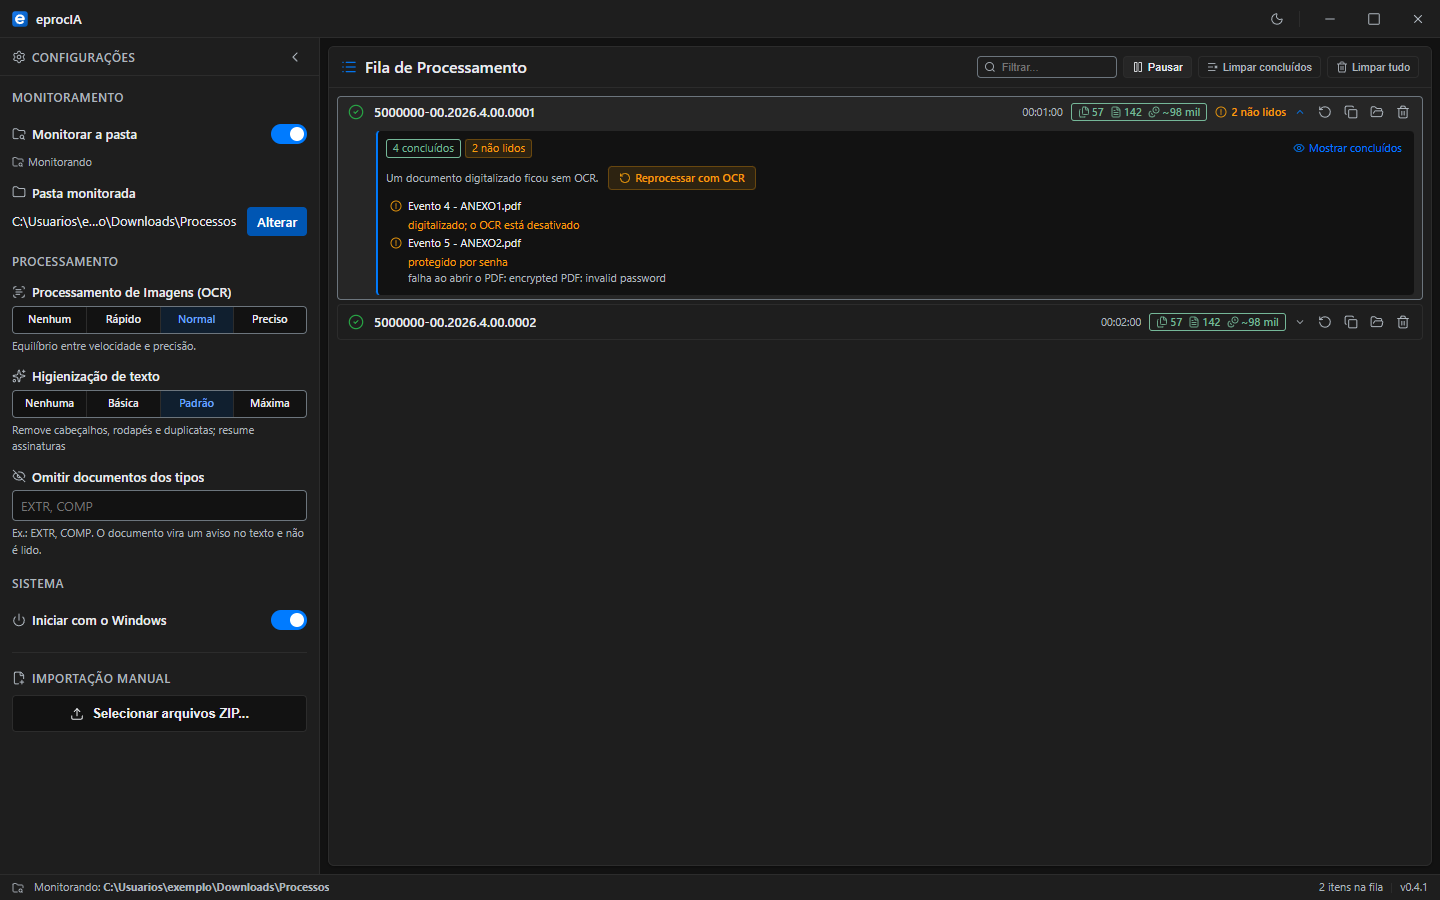 eprocIA
CONFIGURAÇÕES
MONITORAMENTO
Monitorar a pasta
Monitorando
Pasta monitorada
C:\Usuarios\e...o\Downloads\Processos
Alterar
PROCESSAMENTO
Processamento de Imagens (OCR)
Nenhum Rápido Normal Preciso
Equilíbrio entre velocidade e precisão.
Higienização de texto
Nenhuma Básica Padrão Máxima
Remove cabeçalhos, rodapés e duplicatas; resume
assinaturas
Omitir documentos dos tipos
EXTR, COMP
Ex.: EXTR, COMP. O documento vira um aviso no texto e não
é lido.
SISTEMA
Iniciar com o Windows
IMPORTAÇÃO MANUAL
Selecionar arquivos ZIP...
Fila de Processamento
Filtrar...
Pausar
Limpar concluídos
Limpar tudo
5000000-00.2026.4.00.0001
00:01:00 57 142 ~98 mil 2 não lidos
4 concluídos 2 não lidos
Mostrar concluídos
Um documento digitalizado ficou sem OCR. Reprocessar com OCR
Evento 4 - ANEXO1.pdf
digitalizado; o OCR está desativado
Evento 5 - ANEXO2.pdf
protegido por senha
falha ao abrir o PDF: encrypted PDF: invalid password
5000000-00.2026.4.00.0002
00:02:00 57 142 ~98 mil
Monitorando: C:\Usuarios\exemplo\Downloads\Processos
2 itens na fila
v0.4.1